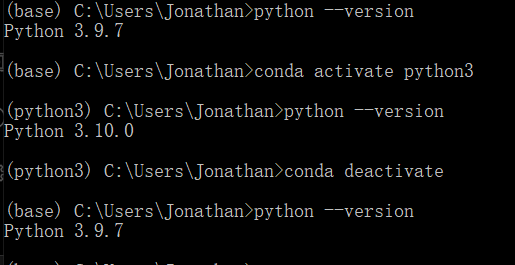 (base) C:\Users\Jonathan>python --version
Python 3.9.7
(base) C:\Users\Jonathan>conda activate python3
(python3) C:\Users\Jonathan>python --version
Python 3.10.0
(python3) C:\Users\Jonathan>conda deactivate
(base) C:\Users\Jonathan>python --version
Python 3.9.7